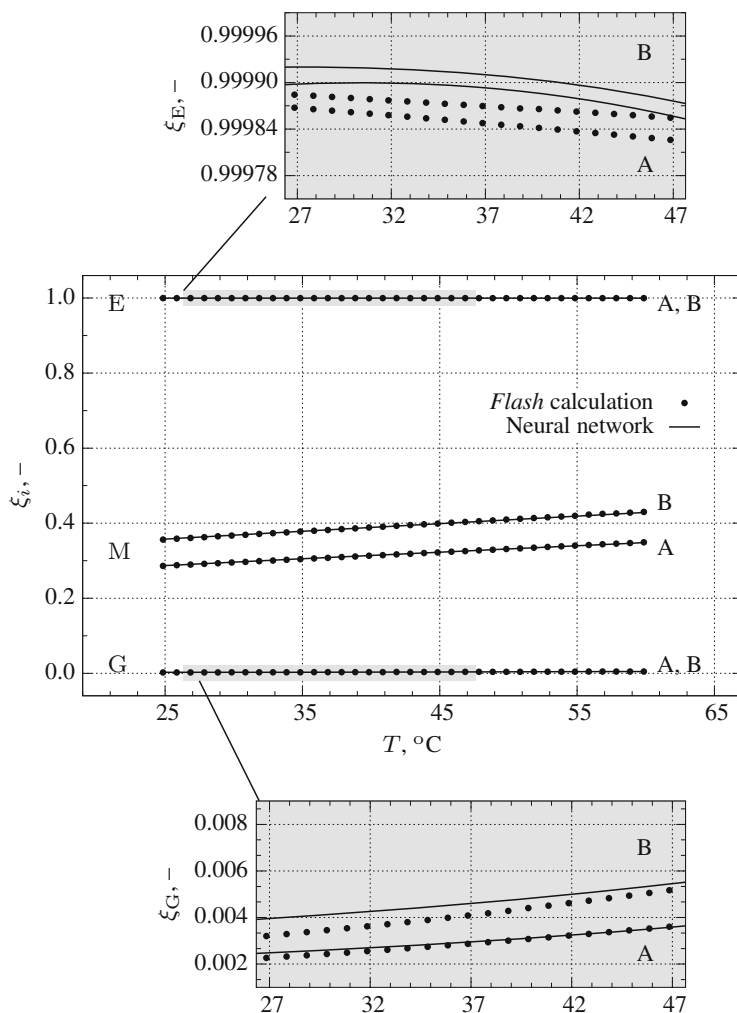 0.99996
B
0.99990
ξE, –
0.99984
A
0.99978
27 32 37 42 47
E
1.0
A, B
0.8
Flash calculation
Neural network
0.6
ξi, –
B
0.4
M
A
0.2
G
0.0
A, B
25 35 45 55 65
T, °C
0.008
B
0.006
ξG, –
0.004
A
0.002
27 32 37 42 47